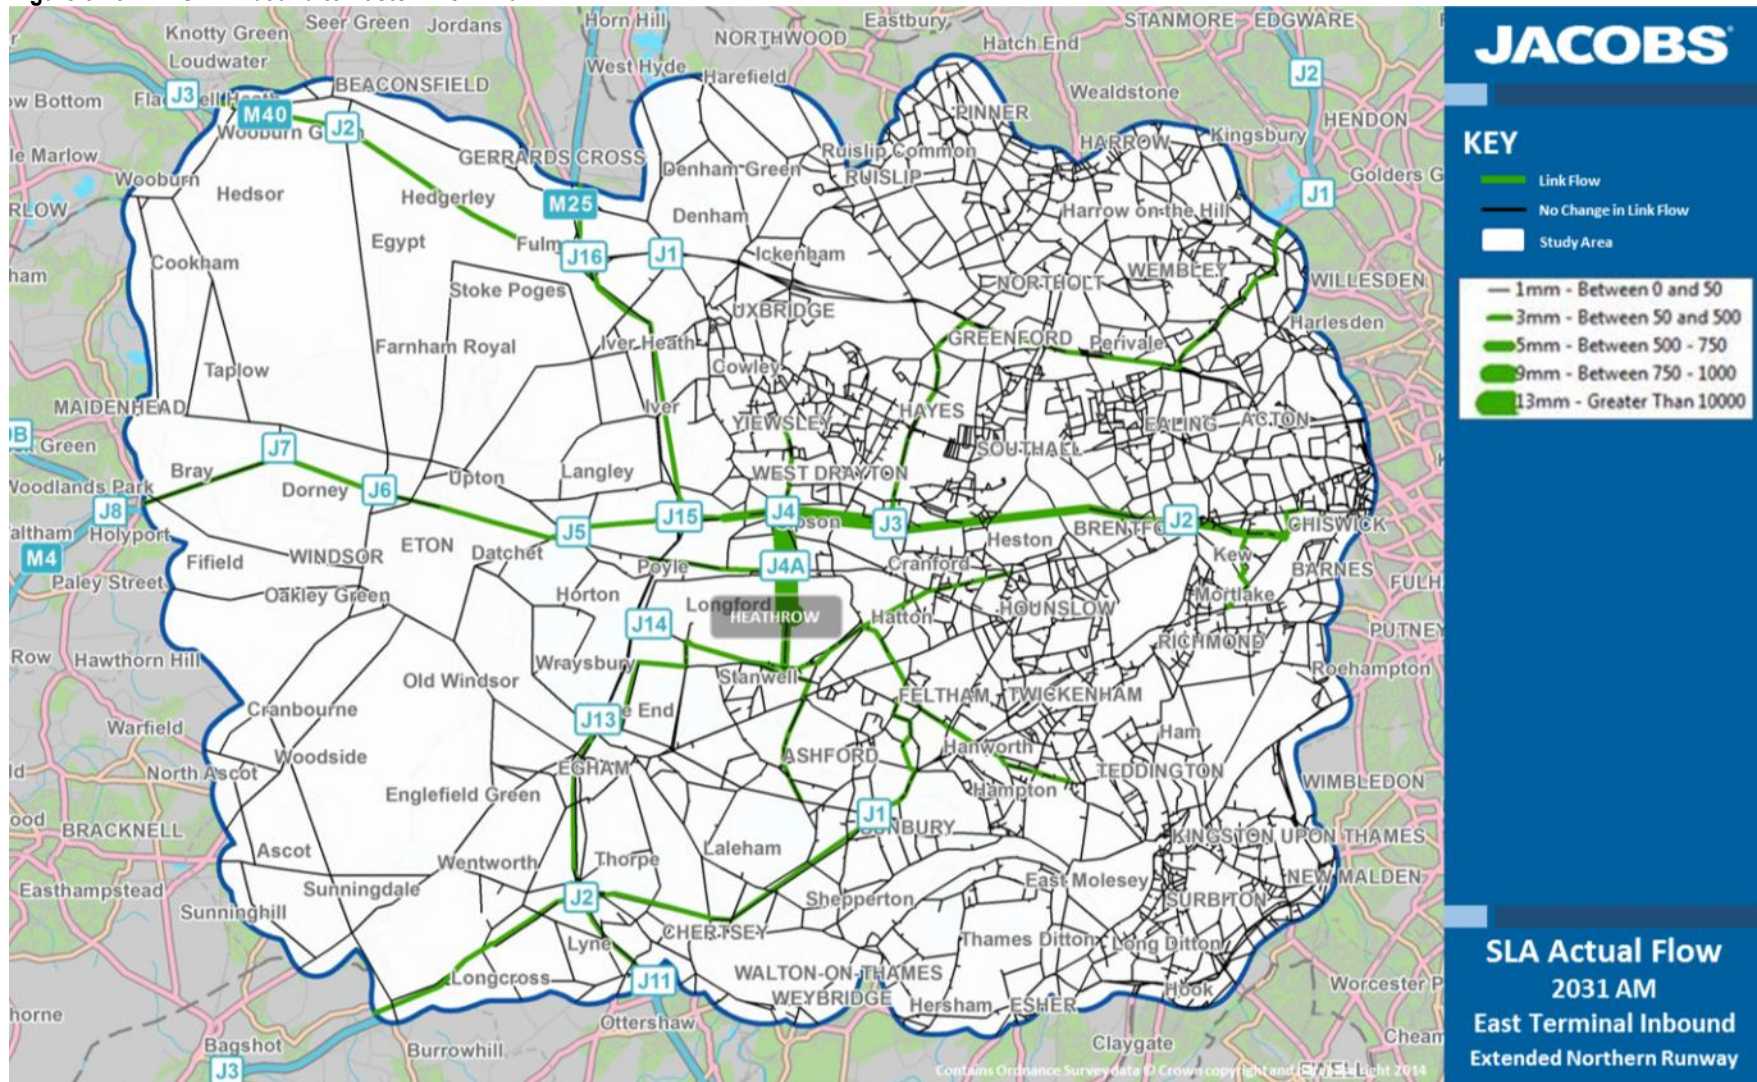 Knotty Green
Seer Green
Jordans
Horn Hill
Eastbury
STANMORE
EDGWARE
NORTHWOOD
Hatch End
Loudwater
West Hyde
Harefield
J2
J3
BEACONSFIELD
Wealdstone
HENDON
M40
J2
PINNER
Kingsbury
HARROW
le Marlow
GERRARDS CROSS
Ruislip Common
Denham Green
RUISLIP
Golders G
Wooburn
Hedsor
Hedgerley
M25
Denham
Harrow on the Hill
J1
Egypt
J16
J1
Ickenham
Cookham
Stoke Poges
NORTHOLT
WEMBLEY
WILLESDEN
UXBRIDGE
Harlesden
Farnham Royal
Iver Heath
GREENFORD
Perivale
Taplow
Cowley
MAIDENHEAD
Iver
YIEWSLEY
HAYES
EALING
ACTON
J7
SOUTHALL
Bray
Dorney
J6
Upton
Langley
WEST DRAYTON
Woodlands Park
J8
Holyport
J5
J15
J4
J3
J2
CHISWICK
M4
Fifield
WINDSOR
ETON
Datchet
Poyle
J4A
Cranford
Heston
Kew
BARNES
Paley Street
Oakley Green
Horton
Longford
HEATHROW
Hatton
HOUNSLOW
Mortlake
J14
PUTNEY
Row
Hawthorn Hill
Wraysbury
Stanwell
RICHMOND
Roehampton
Old Windsor
FELTHAM
TWICKENHAM
Cranbourne
J13
Warfield
Ham
Woodside
EGHAM
ASHFORD
Hanworth
North Ascot
TEDDINGTON
WIMBLEDON
Englefield Green
Hampton
BRACKNELL
J1
KINGSTON UPON THAMES
Ascot
Wentworth
Thorpe
Laleham
Easthampstead
Sunningdale
J2
Shepperton
East Molesey
NEW MALDEN
SURBITON
Sunninghill
CHERTSEY
Lyne
Thames Ditton
Long Ditton
Longcross
J11
WALTON-ON-THAMES
WEYBRIDGE
Hersham
ESHER
Hook
Worcester P
Ottershaw
Bagshot
Burrowhill
Claygate
Cheam
J3
JACOBS
KEY
Link Flow
No Change in Link Flow
Study Area
1mm - Between 0 and 50
3mm - Between 50 and 500
5mm - Between 500 - 750
9mm - Between 750 - 1000
13mm - Greater Than 10000
SLA Actual Flow
2031 AM
East Terminal Inbound
Extended Northern Runway